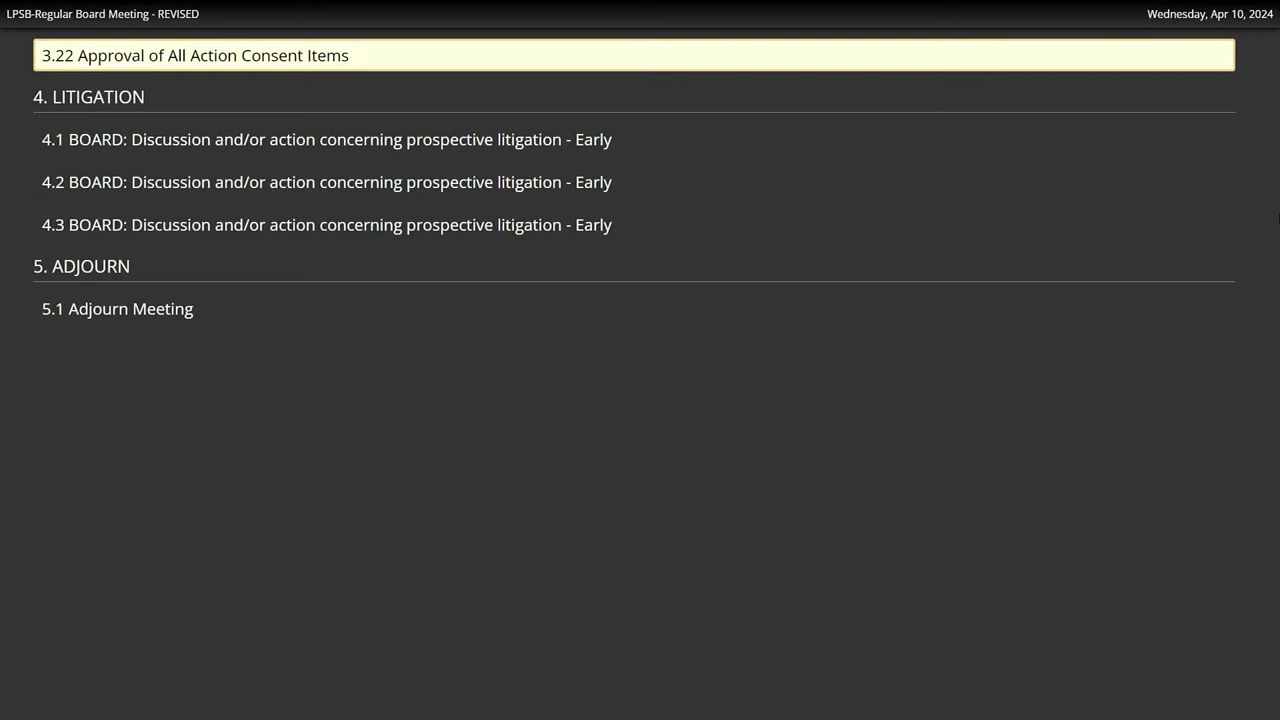 LPSB-Regular Board Meeting - REVISED
Wednesday, Apr 10, 2024
3.22 Approval of All Action Consent Items
4. LITIGATION
4.1 BOARD: Discussion and/or action concerning prospective litigation - Early
4.2 BOARD: Discussion and/or action concerning prospective litigation - Early
4.3 BOARD: Discussion and/or action concerning prospective litigation - Early
5. ADJOURN
5.1 Adjourn Meeting